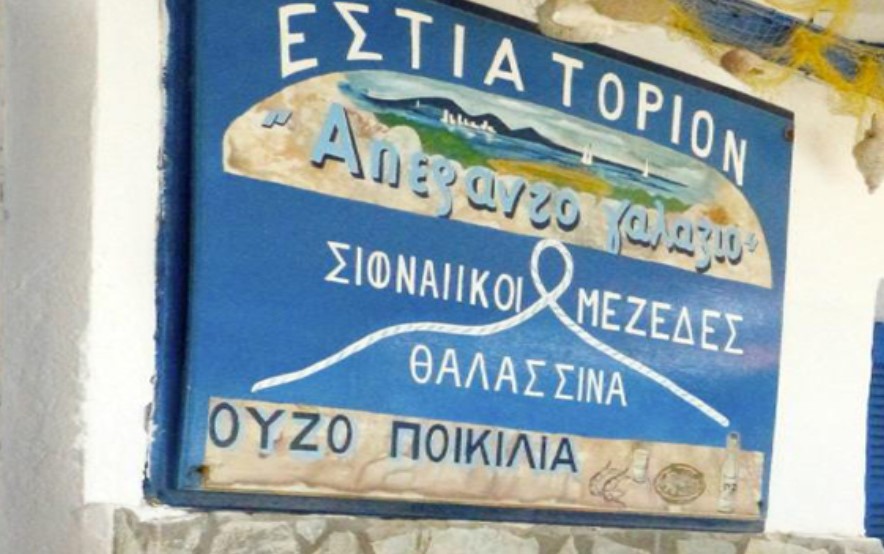 ΕΣΤΙΑΤΟΡΙΟΝ
"Απεραντο γαλαζιο"
ΣΙΦΝΑΙΙΚΟΙ ΜΕΖΕΔΕΣ
ΘΑΛΑΣΣΙΝΑ
ΟΥΖΟ ΠΟΙΚΙΛΙΑ